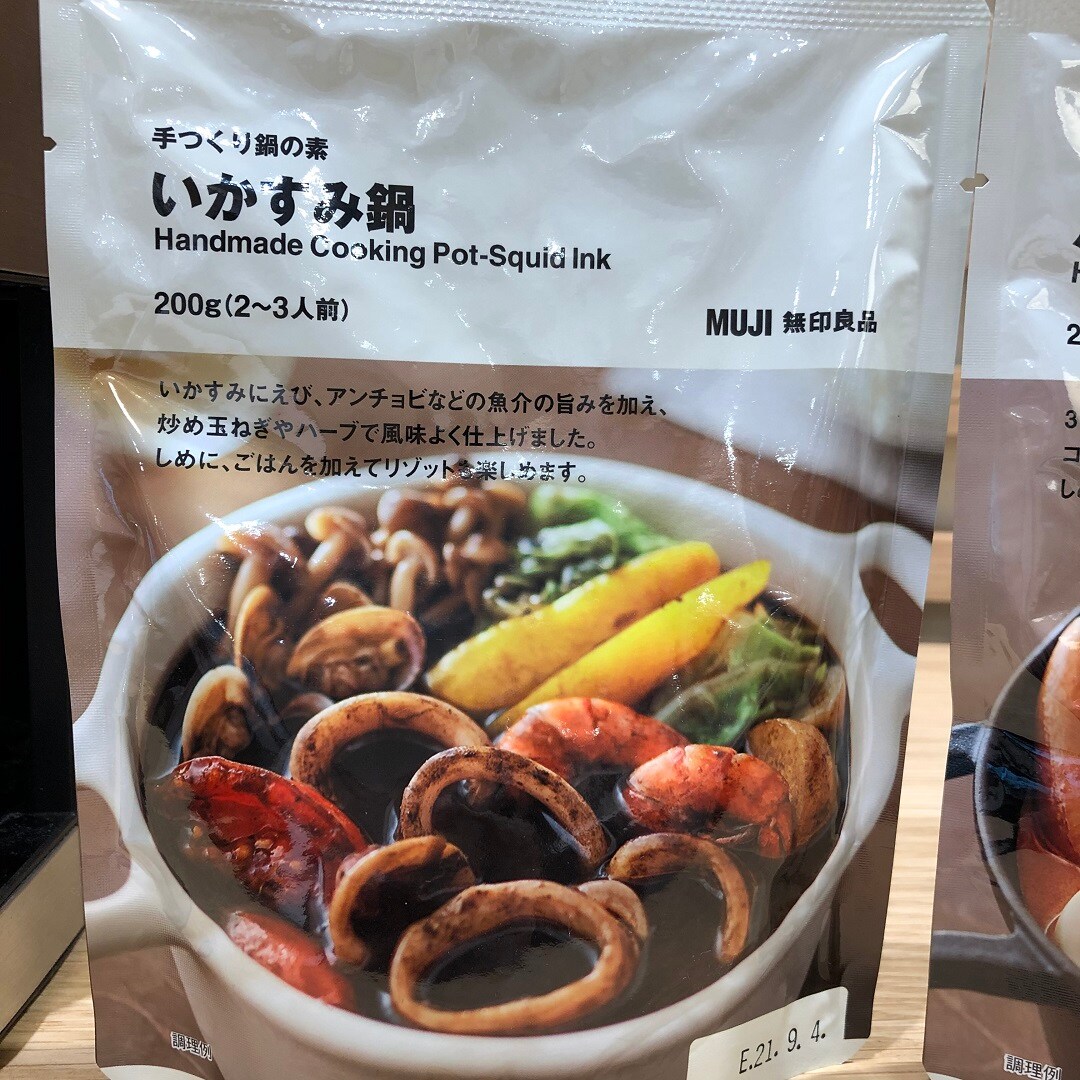 手つくり鍋の素
いかすみ鍋
Handmade Cooking Pot-Squid Ink
200g(2〜3人前)
MUJI 無印良品
いかすみにえび、アンチョビなどの魚介の旨みを加え、
炒め玉ねぎやハーブで風味よく仕上げました。
しめに、ごはんを加えてリゾットも楽しめます。
調理例
E.21. 9. 4.
調理例